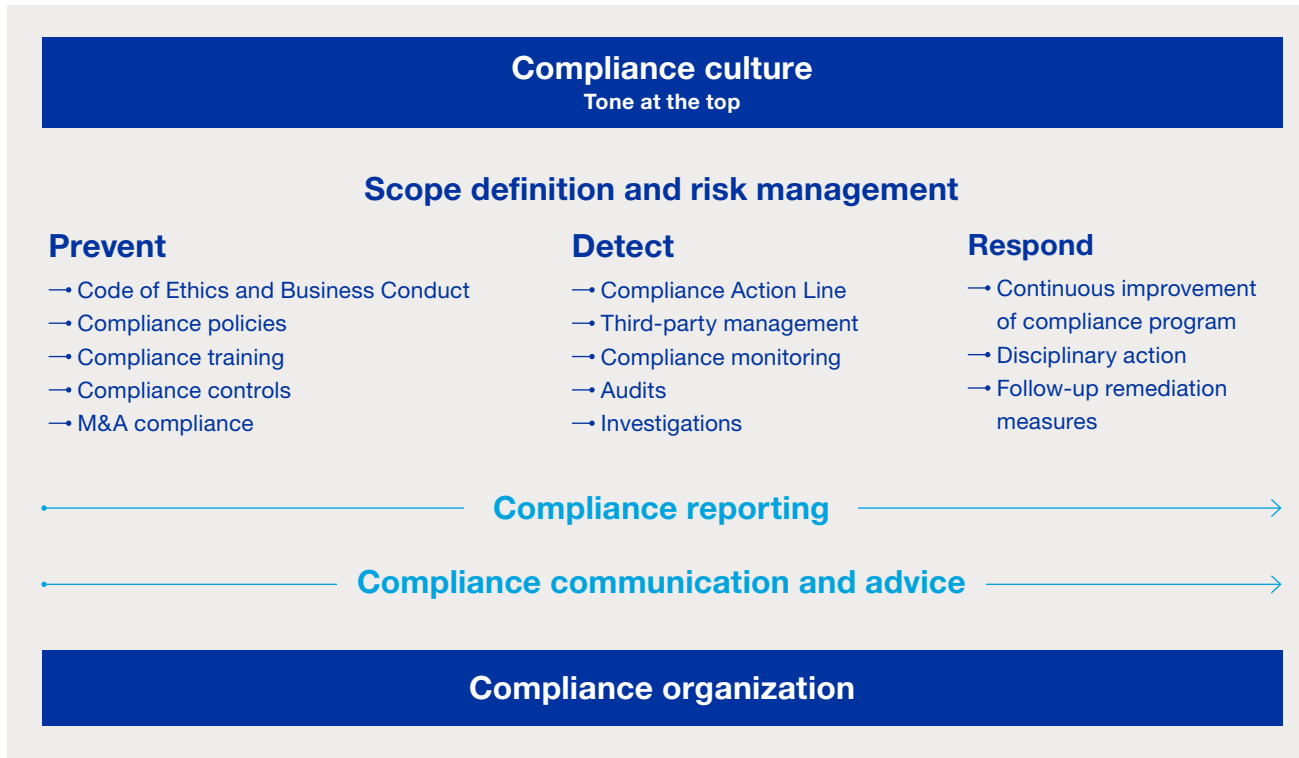 Compliance culture
Tone at the top
Scope definition and risk management
Prevent
Code of Ethics and Business Conduct
Compliance policies
Compliance training
Compliance controls
M&A compliance
Detect
Compliance Action Line
Third-party management
Compliance monitoring
Audits
Investigations
Respond
Continuous improvement
of compliance program
Disciplinary action
Follow-up remediation
measures
Compliance reporting
Compliance communication and advice
Compliance organization